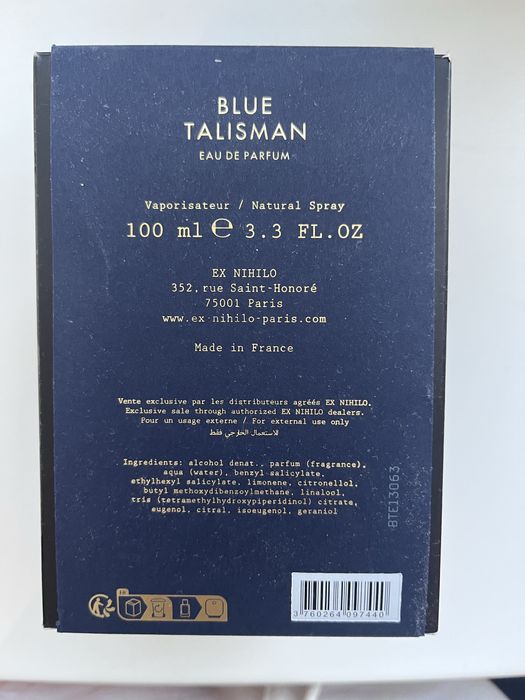 BLUE
TALISMAN
EAU DE PARFUM
Vaporisateur / Natural Spray
100 ml ℮ 3.3 FL.OZ
EX NIHILO
352, rue Saint-Honoré
75001 Paris
www.ex-nihilo-paris.com
Made in France
Vente exclusive par les distributeurs agréés EX NIHILO.
Exclusive sale through authorized EX NIHILO dealers.
Pour un usage externe / For external use only
للاستعمال الخارجي فقط
Ingredients: alcohol denat., parfum (fragrance),
aqua (water), benzyl salicylate,
ethylhexyl salicylate, limonene, citronellol,
butyl methoxydibenzoylmethane, linalool,
tris (tetramethylhydroxypiperidinol) citrate,
eugenol, citral, isoeugenol, geraniol
BTE13063
FR
3 760264 097440